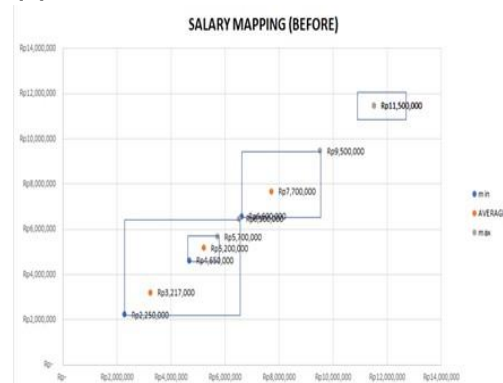 SALARY MAPPING (BEFORE)
Rp14,000,000
Rp12,000,000
Rp10,000,000
Rp8,000,000
Rp6,000,000
Rp4,000,000
Rp2,000,000
Rp-
Rp11,500,000
Rp9,500,000
Rp7,700,000
Rp5,700,000
Rp5,200,000
Rp4,650,000
Rp3,217,000
Rp2,250,000
min
AVERAGE
max
Rp- Rp2,000,000 Rp4,000,000 Rp6,000,000 Rp8,000,000 Rp10,000,000 Rp12,000,000 Rp14,000,000